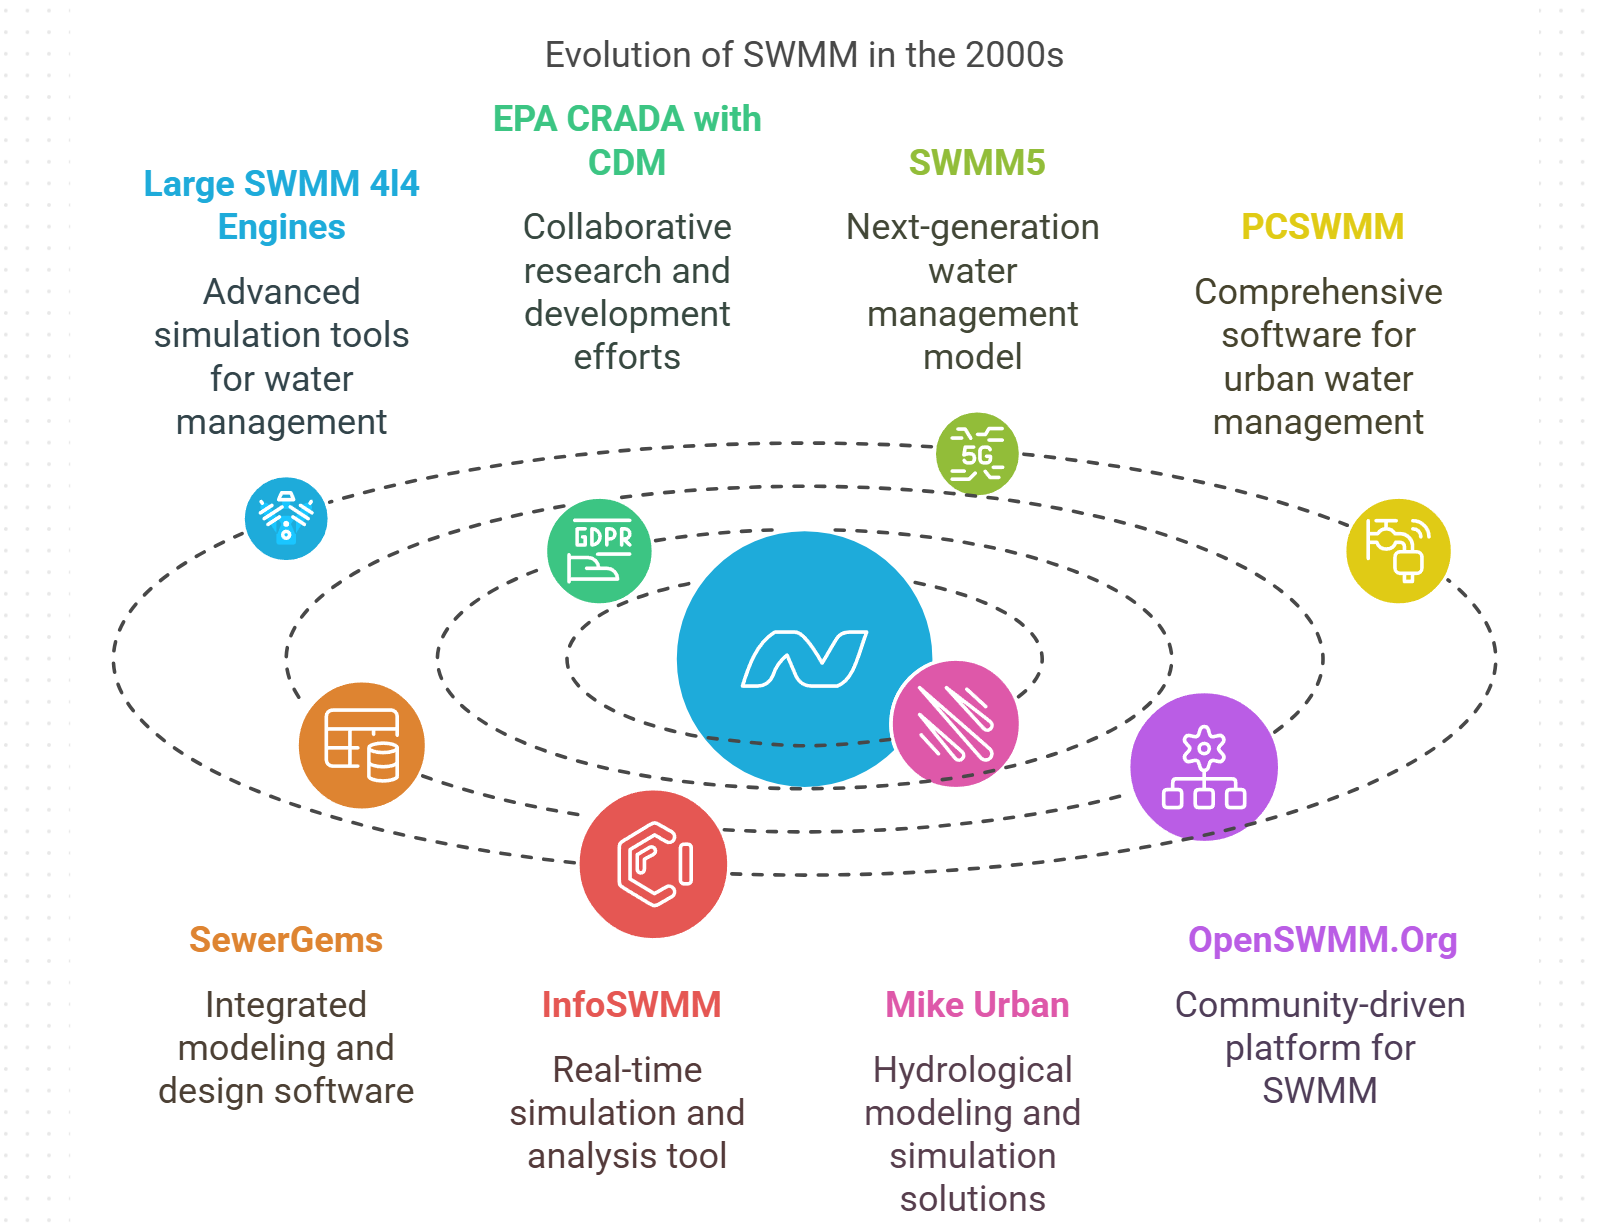 Evolution of SWMM in the 2000s
Large SWMM 4l4
Engines
Advanced
simulation tools
for water
management
EPA CRADA with
CDM
Collaborative
research and
development
efforts
SWMM5
Next-generation
water
management
model
PCSWMM
Comprehensive
software for
urban water
management
5G
GDPR
SewerGems
Integrated
modeling and
design software
InfoSWMM
Real-time
simulation and
analysis tool
Mike Urban
Hydrological
modeling and
simulation
solutions
OpenSWMM.Org
Community-driven
platform for
SWMM